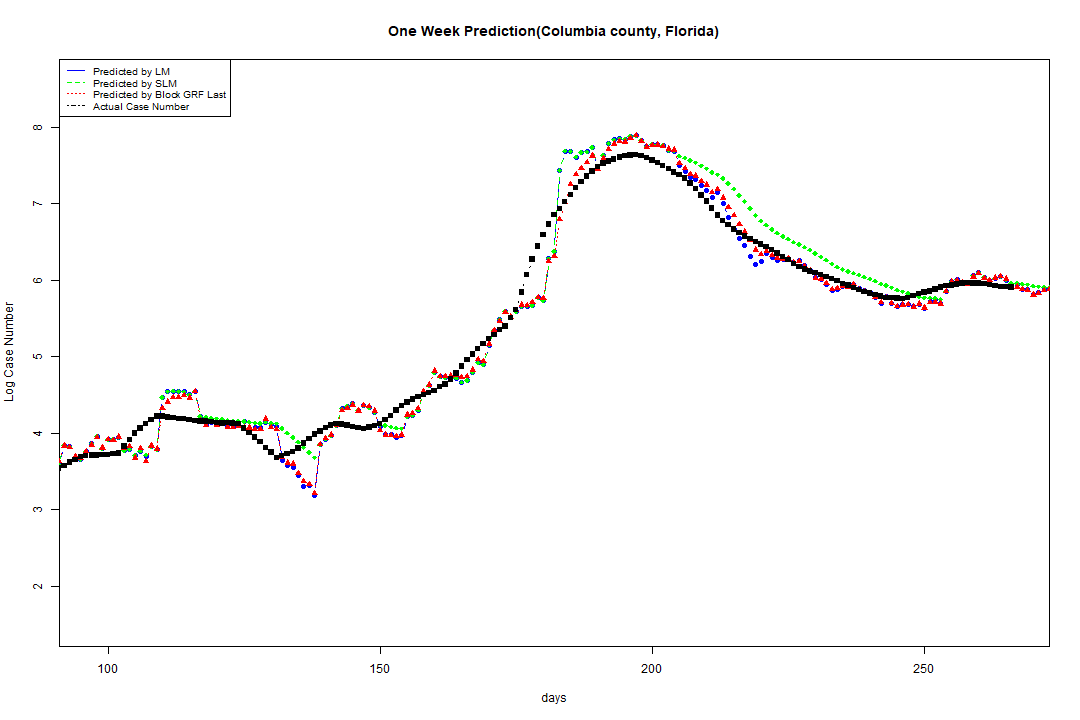 One Week Prediction(Columbia county, Florida)
Predicted by LM
Predicted by SLM
Predicted by Block GRF Last
Actual Case Number
8
7
6
5
4
3
2
Log Case Number
100
150
200
250
days